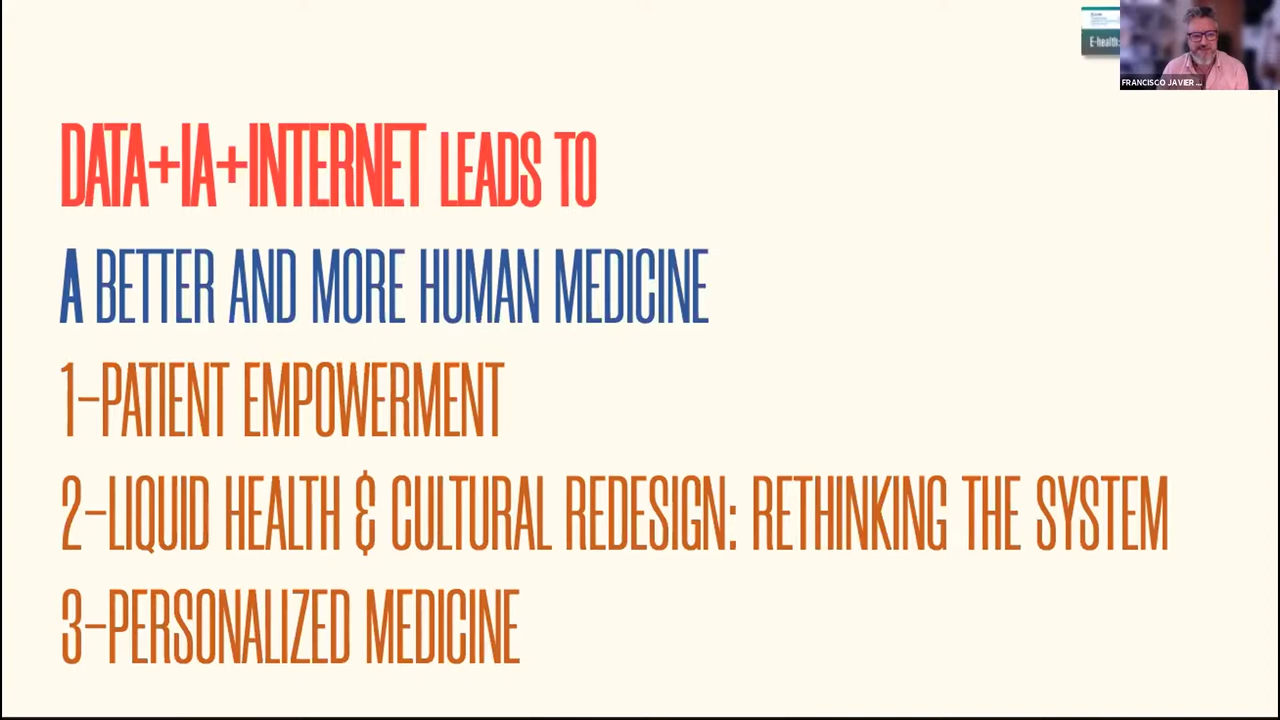 E-health:
FRANCISCO JAVIER ...
DATA+IA+INTERNET LEADS TO
A BETTER AND MORE HUMAN MEDICINE
1-PATIENT EMPOWERMENT
2-LIQUID HEALTH & CULTURAL REDESIGN: RETHINKING THE SYSTEM
3-PERSONALIZED MEDICINE